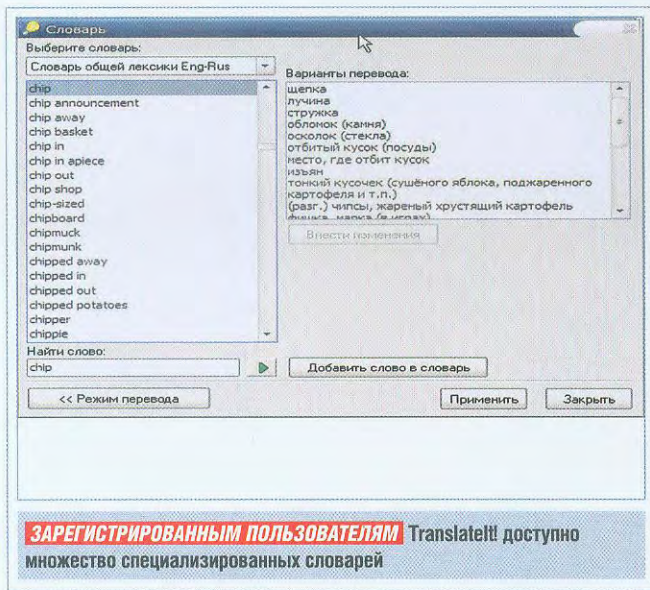 Словарь
Выберите словарь:
Словарь общей лексики Eng-Rus
chip
chip announcement
chip away
chip basket
chip in
chip in apiece
chip out
chip shop
chip-sized
chipboard
chipmuck
chipmunk
chipped away
chipped in
chipped out
chipped potatoes
chipper
chippie
Найти слово:
chip
<< Режим перевода
Варианты перевода:
щепка
лучина
стружка
обломок (камня)
осколок (стекла)
отбитый кусок (посуды)
место, где отбит кусок
изъян
тонкий кусочек (сушёного яблока, поджаренного
картофеля и т.п.)
(разг.) чипсы, жареный хрустящий картофель
фишка, марка (в играх)
Внести изменения
Добавить слово в словарь
Применить
Закрыть
ЗАРЕГИСТРИРОВАННЫМ ПОЛЬЗОВАТЕЛЯМ TranslateIt! доступно
множество специализированных словарей